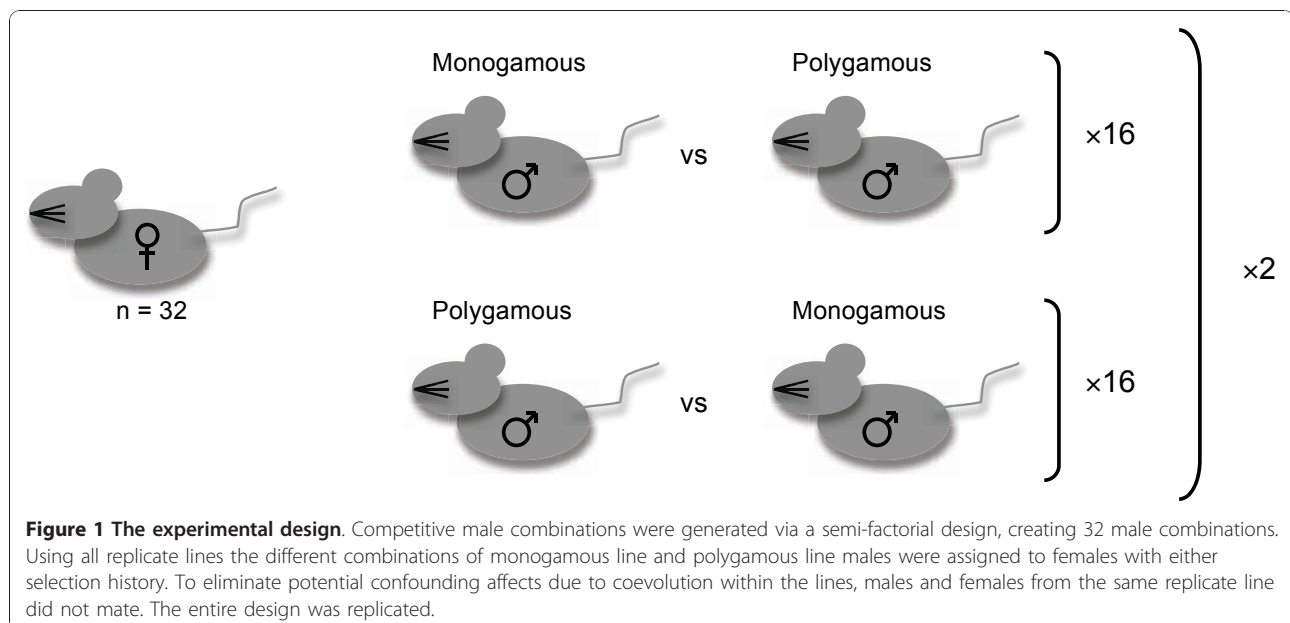 Monogamous Polygamous
vs ×16
♀
n = 32
♂ ♂
×2
Polygamous Monogamous
vs ×16
♂ ♂
Figure 1 The experimental design. Competitive male combinations were generated via a semi-factorial design, creating 32 male combinations.
Using all replicate lines the different combinations of monogamous line and polygamous line males were assigned to females with either
selection history. To eliminate potential confounding affects due to coevolution within the lines, males and females from the same replicate line
did not mate. The entire design was replicated.